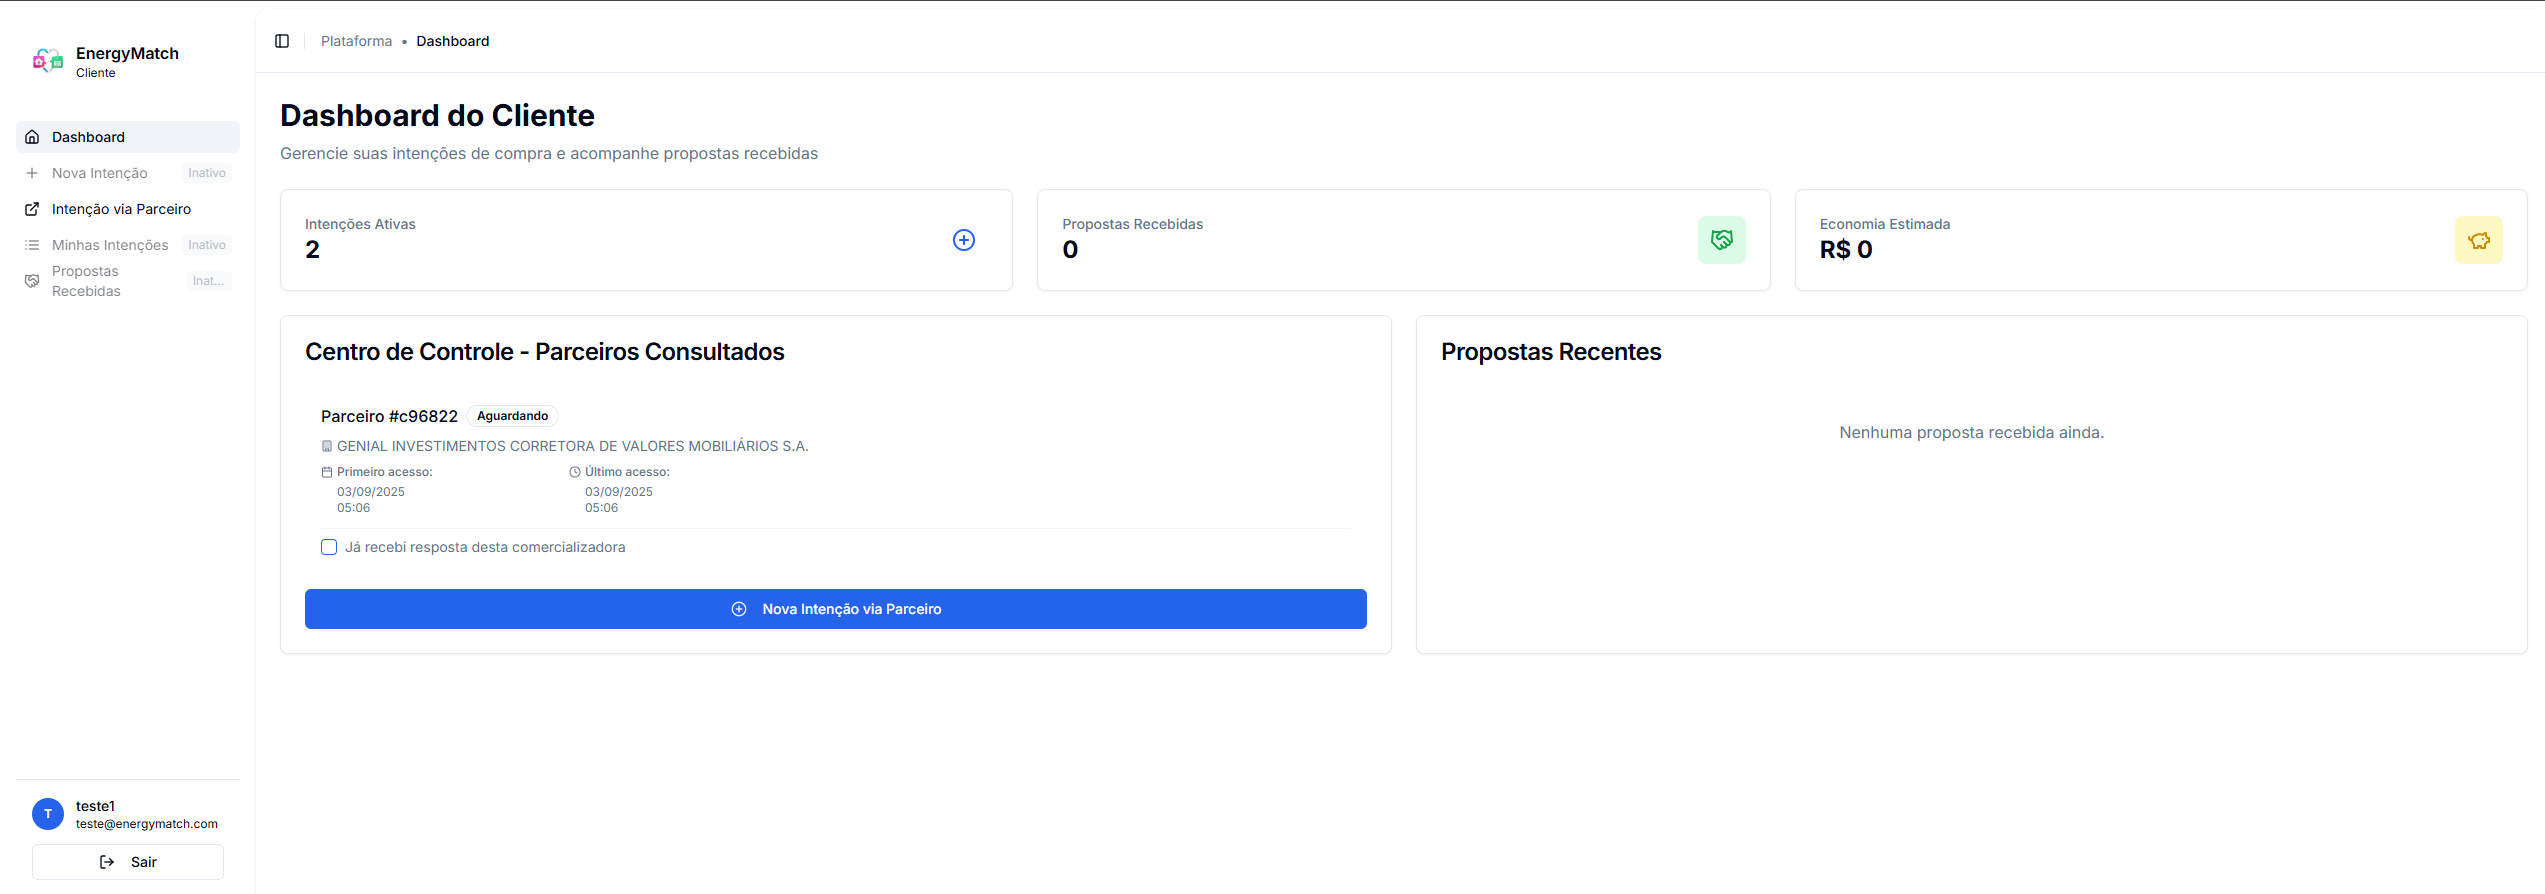 EnergyMatch
Cliente
Dashboard
Nova Intenção Inativo
Intenção via Parceiro
Minhas Intenções Inativo
Propostas
Recebidas Inat...
teste1
T
teste@energymatch.com
Sair
Plataforma • Dashboard
Dashboard do Cliente
Gerencie suas intenções de compra e acompanhe propostas recebidas
Intenções Ativas
2
Propostas Recebidas
0
Economia Estimada
R$ 0
Centro de Controle - Parceiros Consultados
Parceiro #c96822 Aguardando
GENIAL INVESTIMENTOS CORRETORA DE VALORES MOBILIÁRIOS S.A.
Primeiro acesso:
03/09/2025
05:06
Último acesso:
03/09/2025
05:06
Já recebi resposta desta comercializadora
Nova Intenção via Parceiro
Propostas Recentes
Nenhuma proposta recebida ainda.